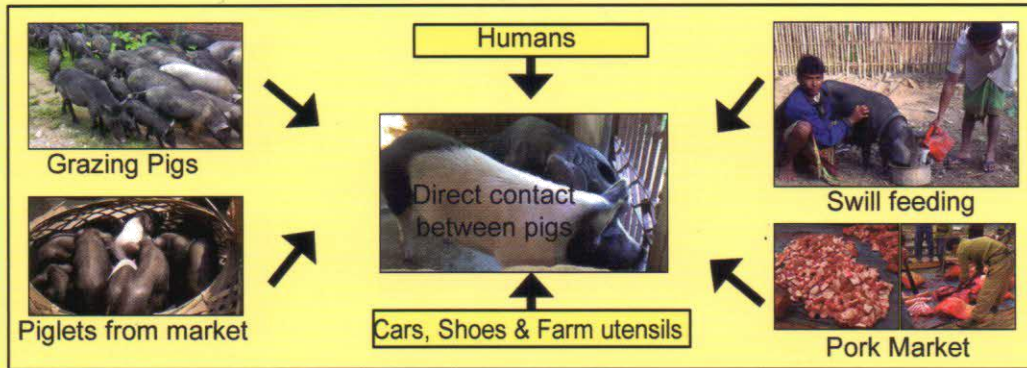 Humans
Grazing Pigs
Direct contact
between pigs
Swill feeding
Piglets from market
Cars, Shoes & Farm utensils
Pork Market